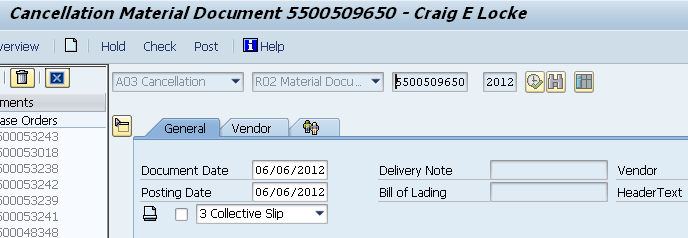 Cancellation Material Document 5500509650 - Craig E Locke
verview Hold Check Post Help
A03 Cancellation R02 Material Docu... 5500509650 2012
ments
ase Orders
500053243
500053018
500053238
500053242
500053239
500053241
500048348
General Vendor
Document Date 06/06/2012 Delivery Note Vendor
Posting Date 06/06/2012 Bill of Lading HeaderText
3 Collective Slip